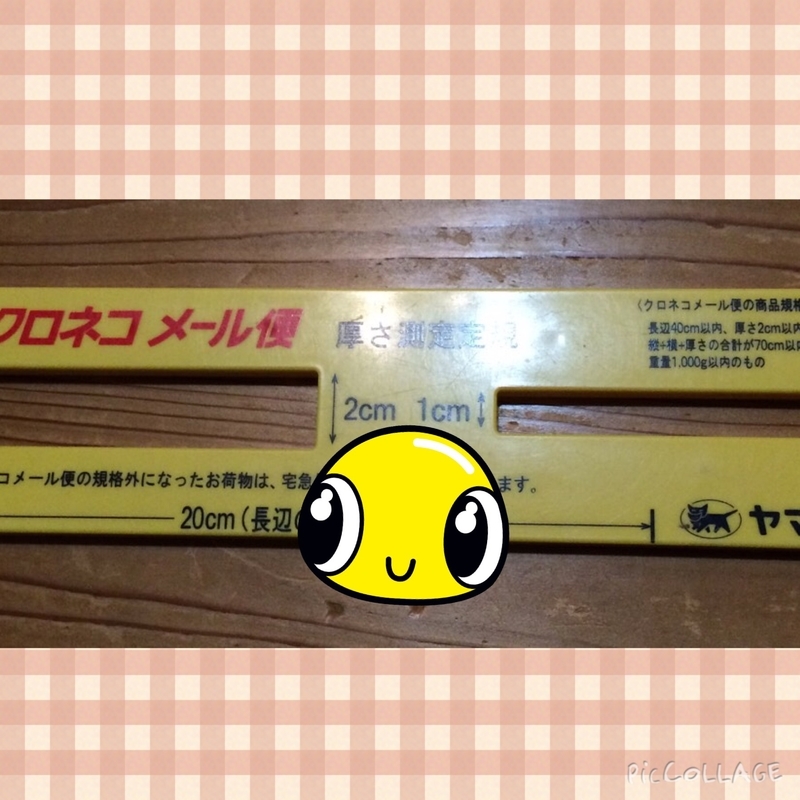 クロネコ メール便 厚さ測定定規
（クロネコメール便の商品規格
長辺40cm以内、厚さ2cm以内
縦+横+厚さの合計が70cm以内
重量1,000g以内のもの
2cm 1cm
コメール便の規格外になったお荷物は、宅急
ます。
20cm（長辺の
ヤマ
PICCOLLAGE